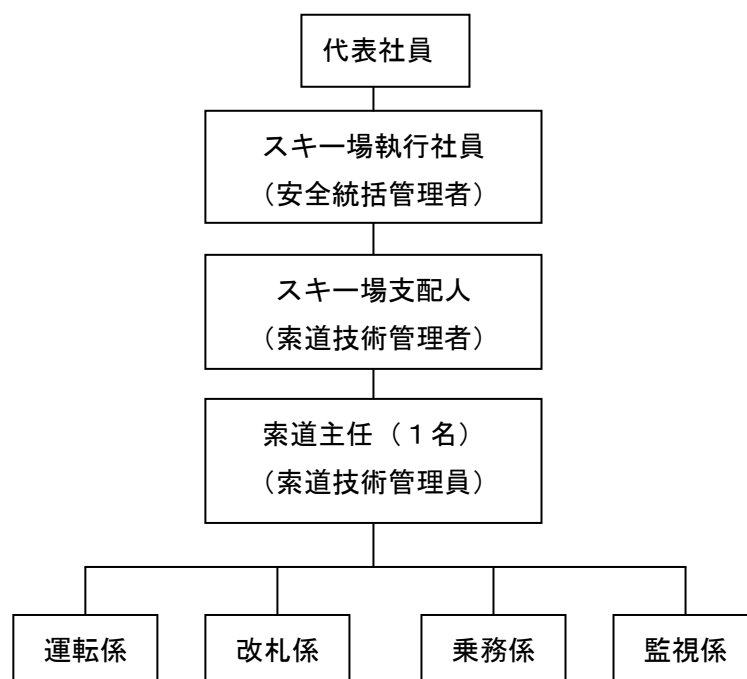 代表社員
スキー場執行社員
（安全統括管理者）
スキー場支配人
（索道技術管理者）
索道主任（１名）
（索道技術管理員）
運転係
改札係
乗務係
監視係